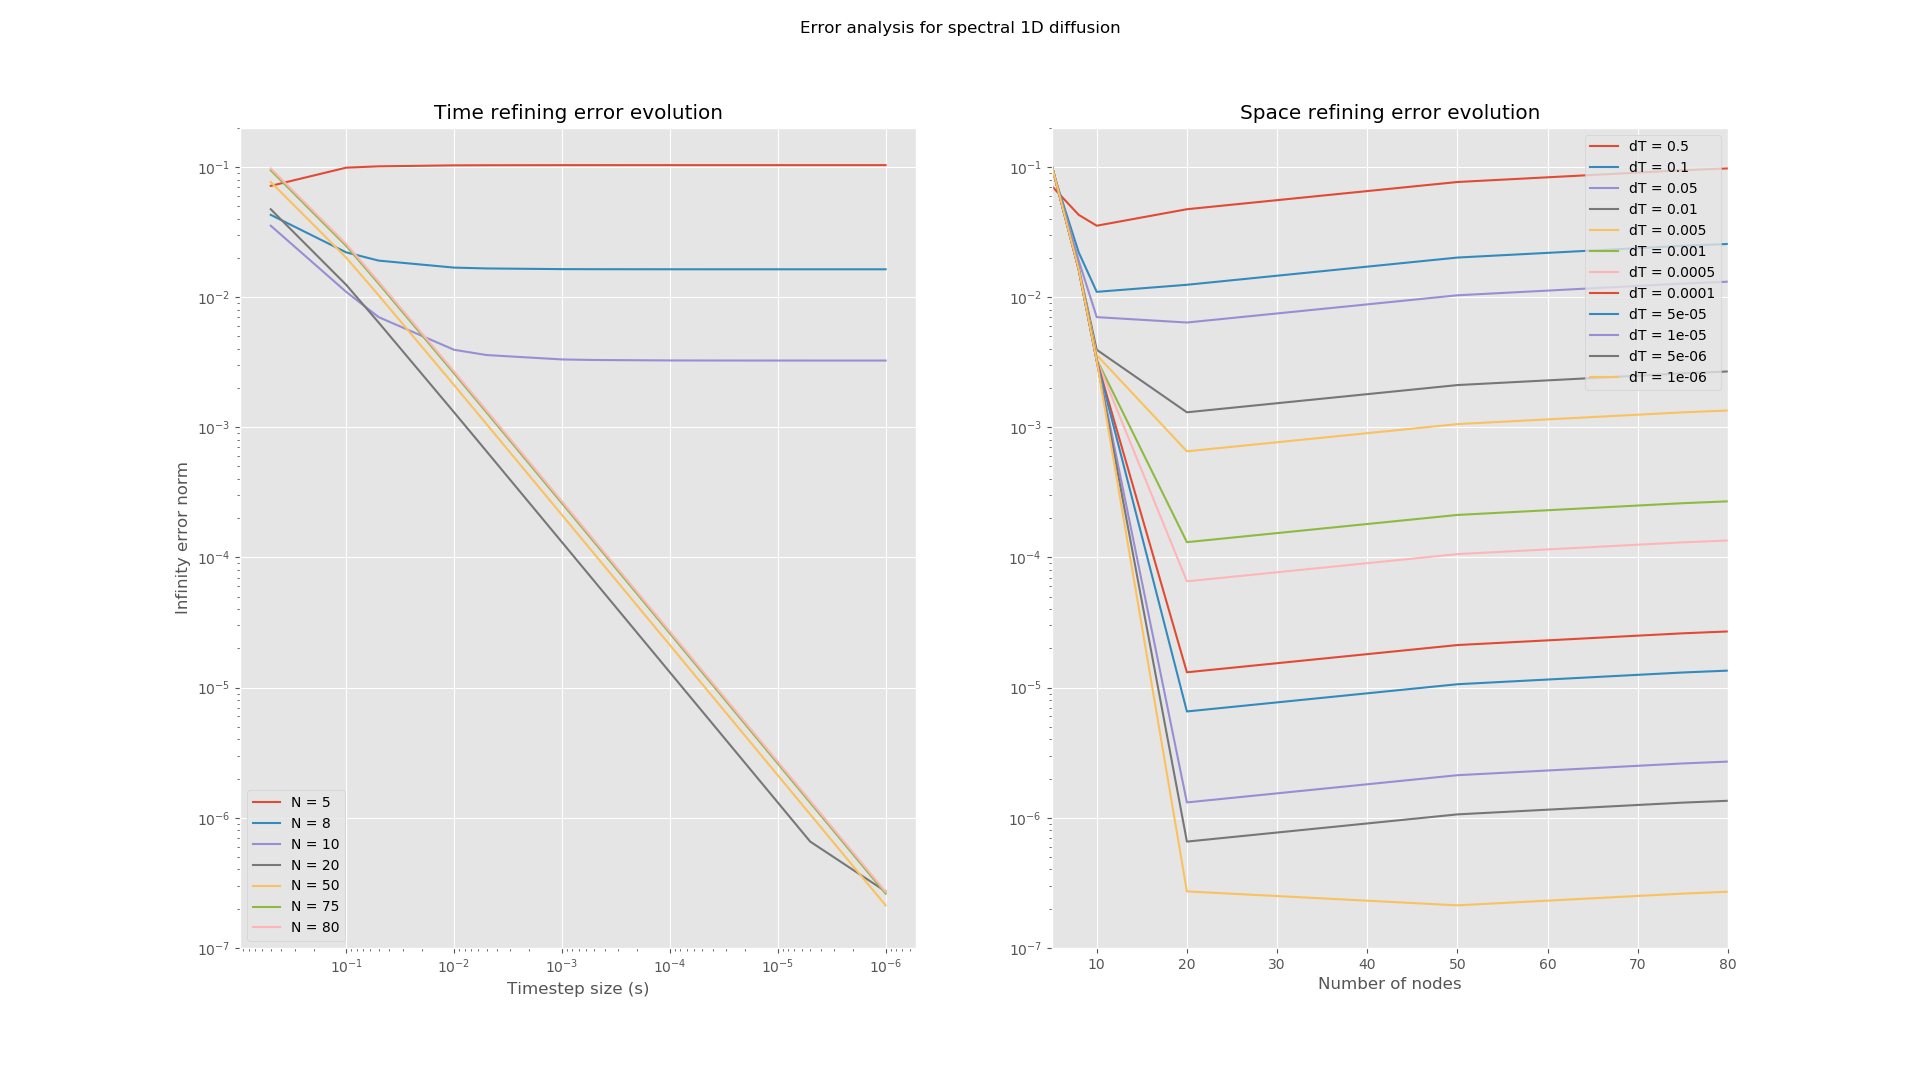 Error analysis for spectral 1D diffusion
Time refining error evolution
Infinity error norm
10⁻¹
10⁻²
10⁻³
10⁻⁴
10⁻⁵
10⁻⁶
10⁻⁷
N = 5
N = 8
N = 10
N = 20
N = 50
N = 75
N = 80
10⁻¹ 10⁻² 10⁻³ 10⁻⁴ 10⁻⁵ 10⁻⁶
Timestep size (s)
Space refining error evolution
10⁻¹
10⁻²
10⁻³
10⁻⁴
10⁻⁵
10⁻⁶
10⁻⁷
dT = 0.5
dT = 0.1
dT = 0.05
dT = 0.01
dT = 0.005
dT = 0.001
dT = 0.0005
dT = 0.0001
dT = 5e-05
dT = 1e-05
dT = 5e-06
dT = 1e-06
10 20 30 40 50 60 70 80
Number of nodes